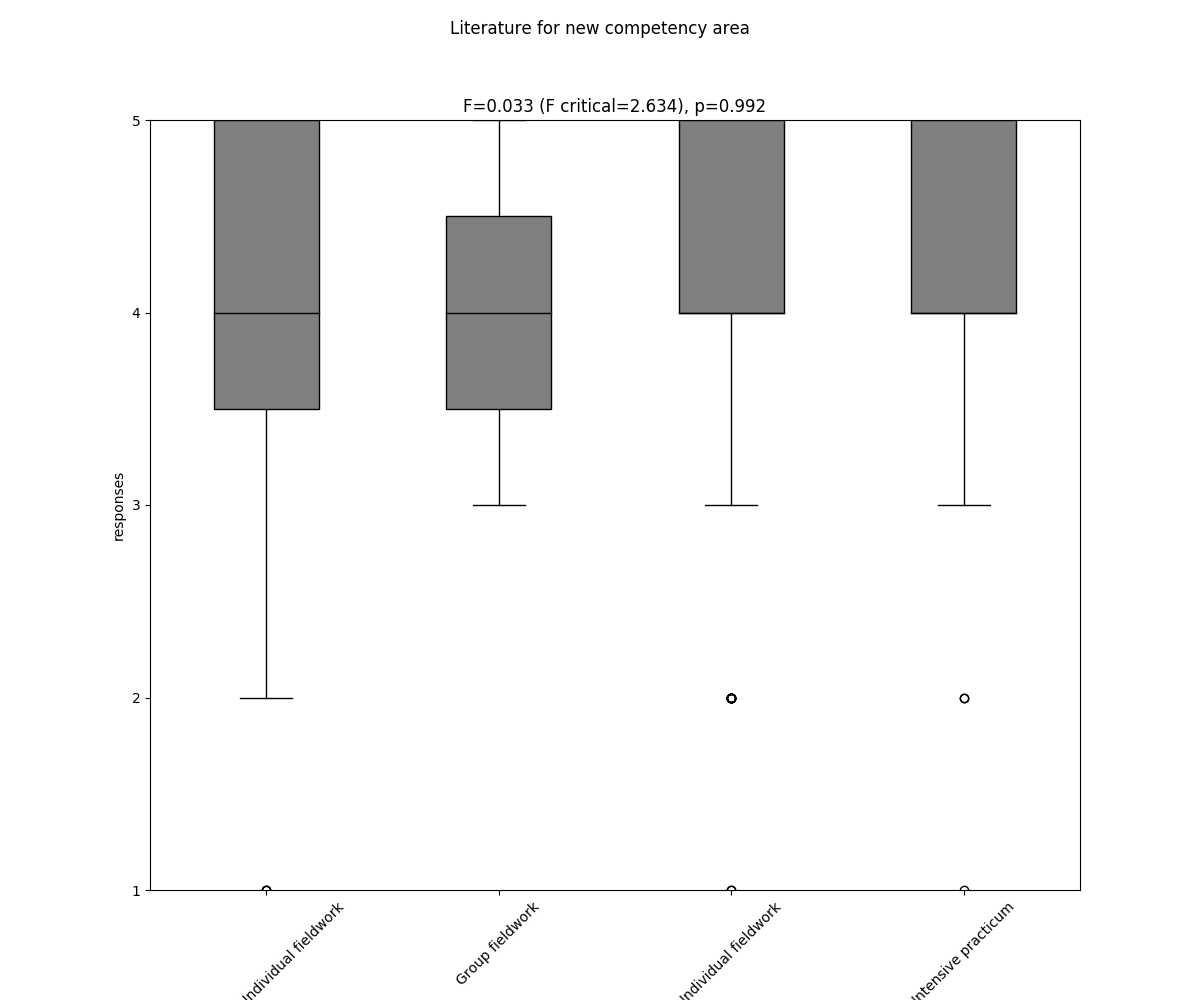 Literature for new competency area
F=0.033 (F critical=2.634), p=0.992
5
4
3
2
1
responses
Individual fieldwork
Group fieldwork
Individual fieldwork
Intensive practicum